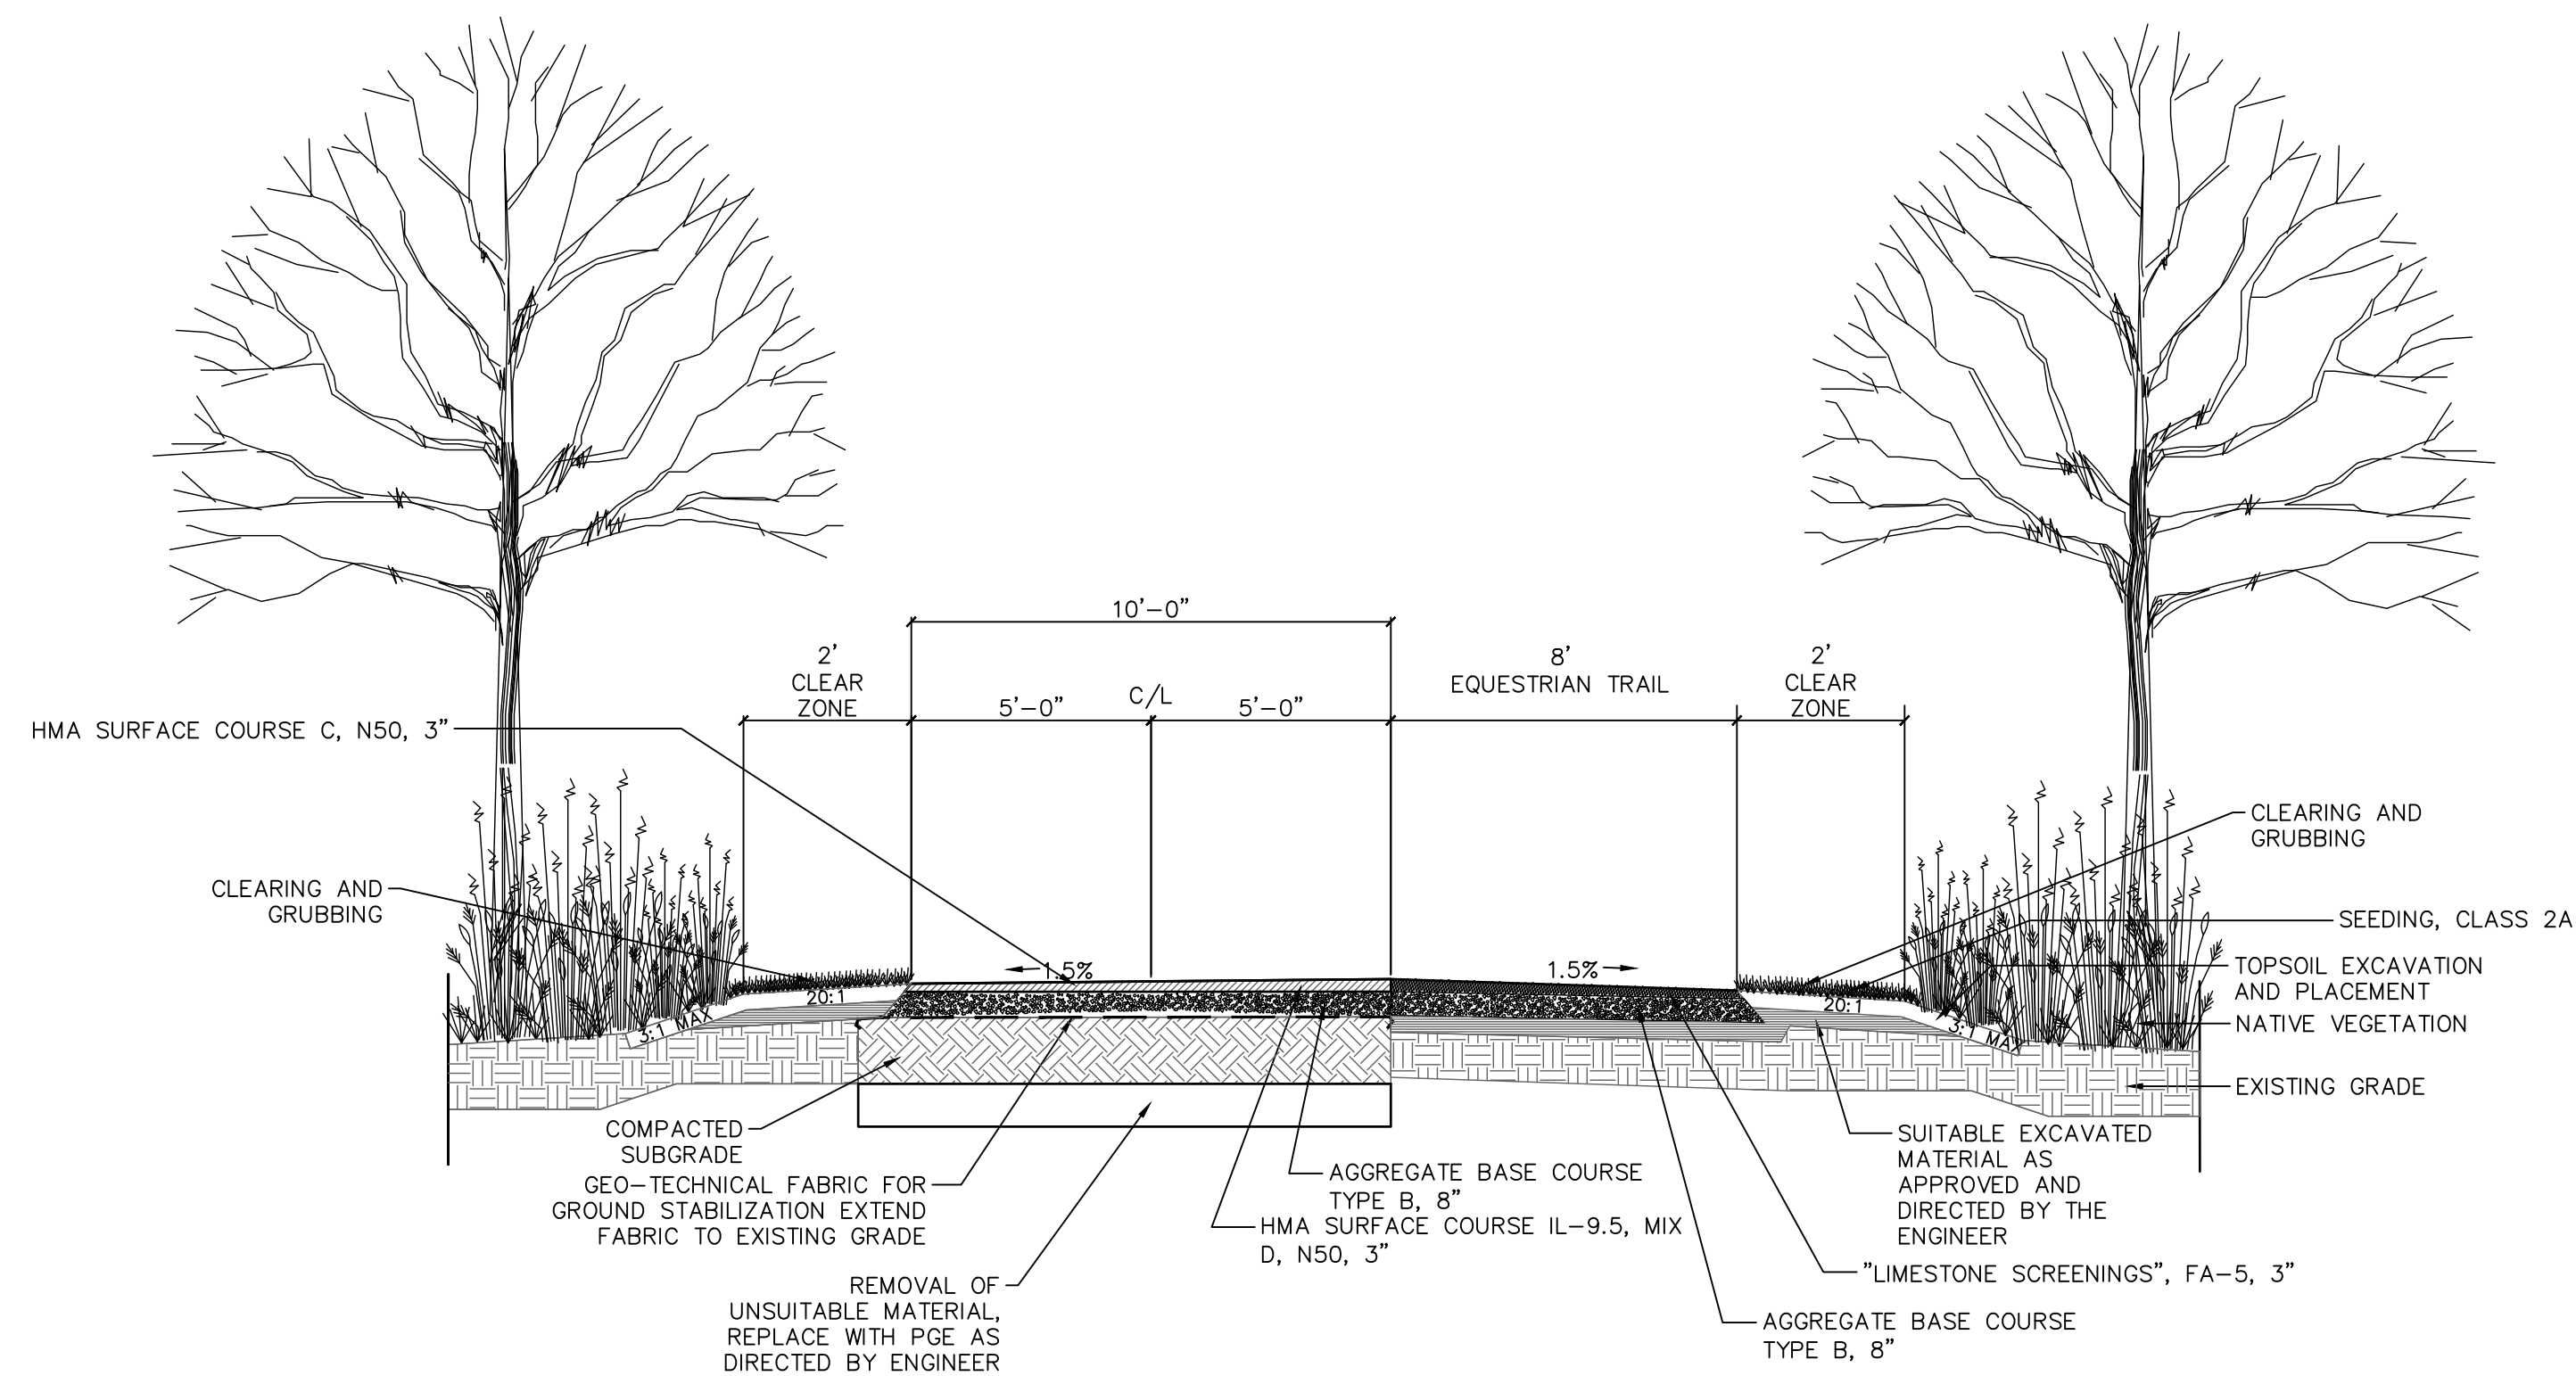 10'-0"
2'
CLEAR
ZONE
5'-0"
C/L
5'-0"
8'
EQUESTRIAN TRAIL
2'
CLEAR
ZONE
HMA SURFACE COURSE C, N50, 3"
CLEARING AND
GRUBBING
CLEARING AND
GRUBBING
SEEDING, CLASS 2A
TOPSOIL EXCAVATION
AND PLACEMENT
NATIVE VEGETATION
EXISTING GRADE
1.5%
1.5%
20:1
20:1
3:1 MAX
3:1 MAX
COMPACTED
SUBGRADE
GEO-TECHNICAL FABRIC FOR
GROUND STABILIZATION EXTEND
FABRIC TO EXISTING GRADE
REMOVAL OF
UNSUITABLE MATERIAL,
REPLACE WITH PGE AS
DIRECTED BY ENGINEER
AGGREGATE BASE COURSE
TYPE B, 8"
HMA SURFACE COURSE IL-9.5, MIX
D, N50, 3"
SUITABLE EXCAVATED
MATERIAL AS
APPROVED AND
DIRECTED BY THE
ENGINEER
"LIMESTONE SCREENINGS", FA-5, 3"
AGGREGATE BASE COURSE
TYPE B, 8"